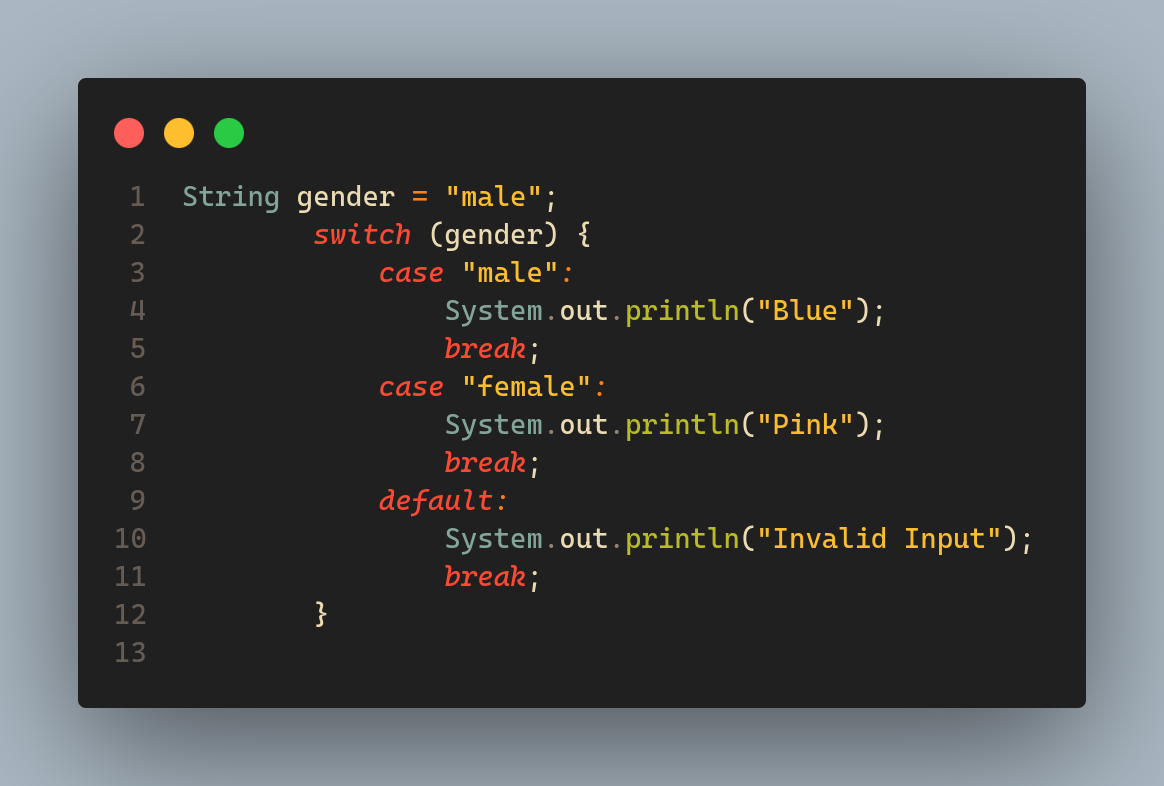 1 String gender = "male";
2         switch (gender) {
3             case "male":
4                 System.out.println("Blue");
5                 break;
6             case "female":
7                 System.out.println("Pink");
8                 break;
9             default:
10                 System.out.println("Invalid Input");
11                 break;
12         }
13